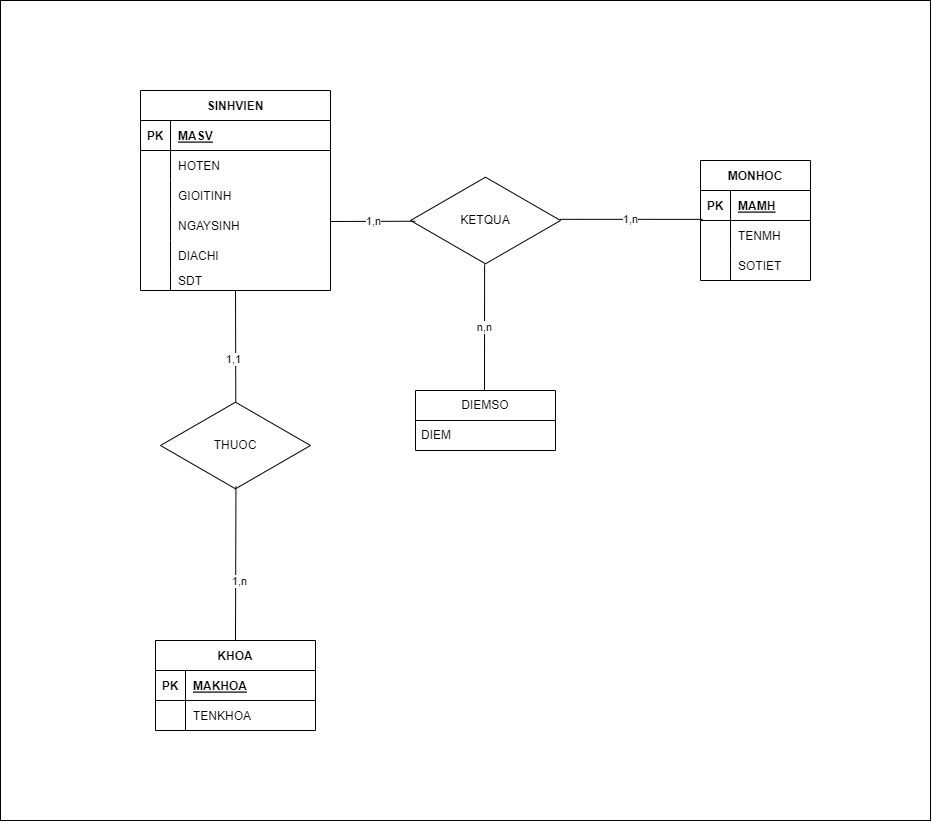 SINHVIEN
PK MASV
HOTEN
GIOITINH
NGAYSINH
DIACHI
SDT
1,n
KETQUA
1,n
MONHOC
PK MAMH
TENMH
SOTIET
n,n
DIEMSO
DIEM
1,1
THUOC
1,n
KHOA
PK MAKHOA
TENKHOA